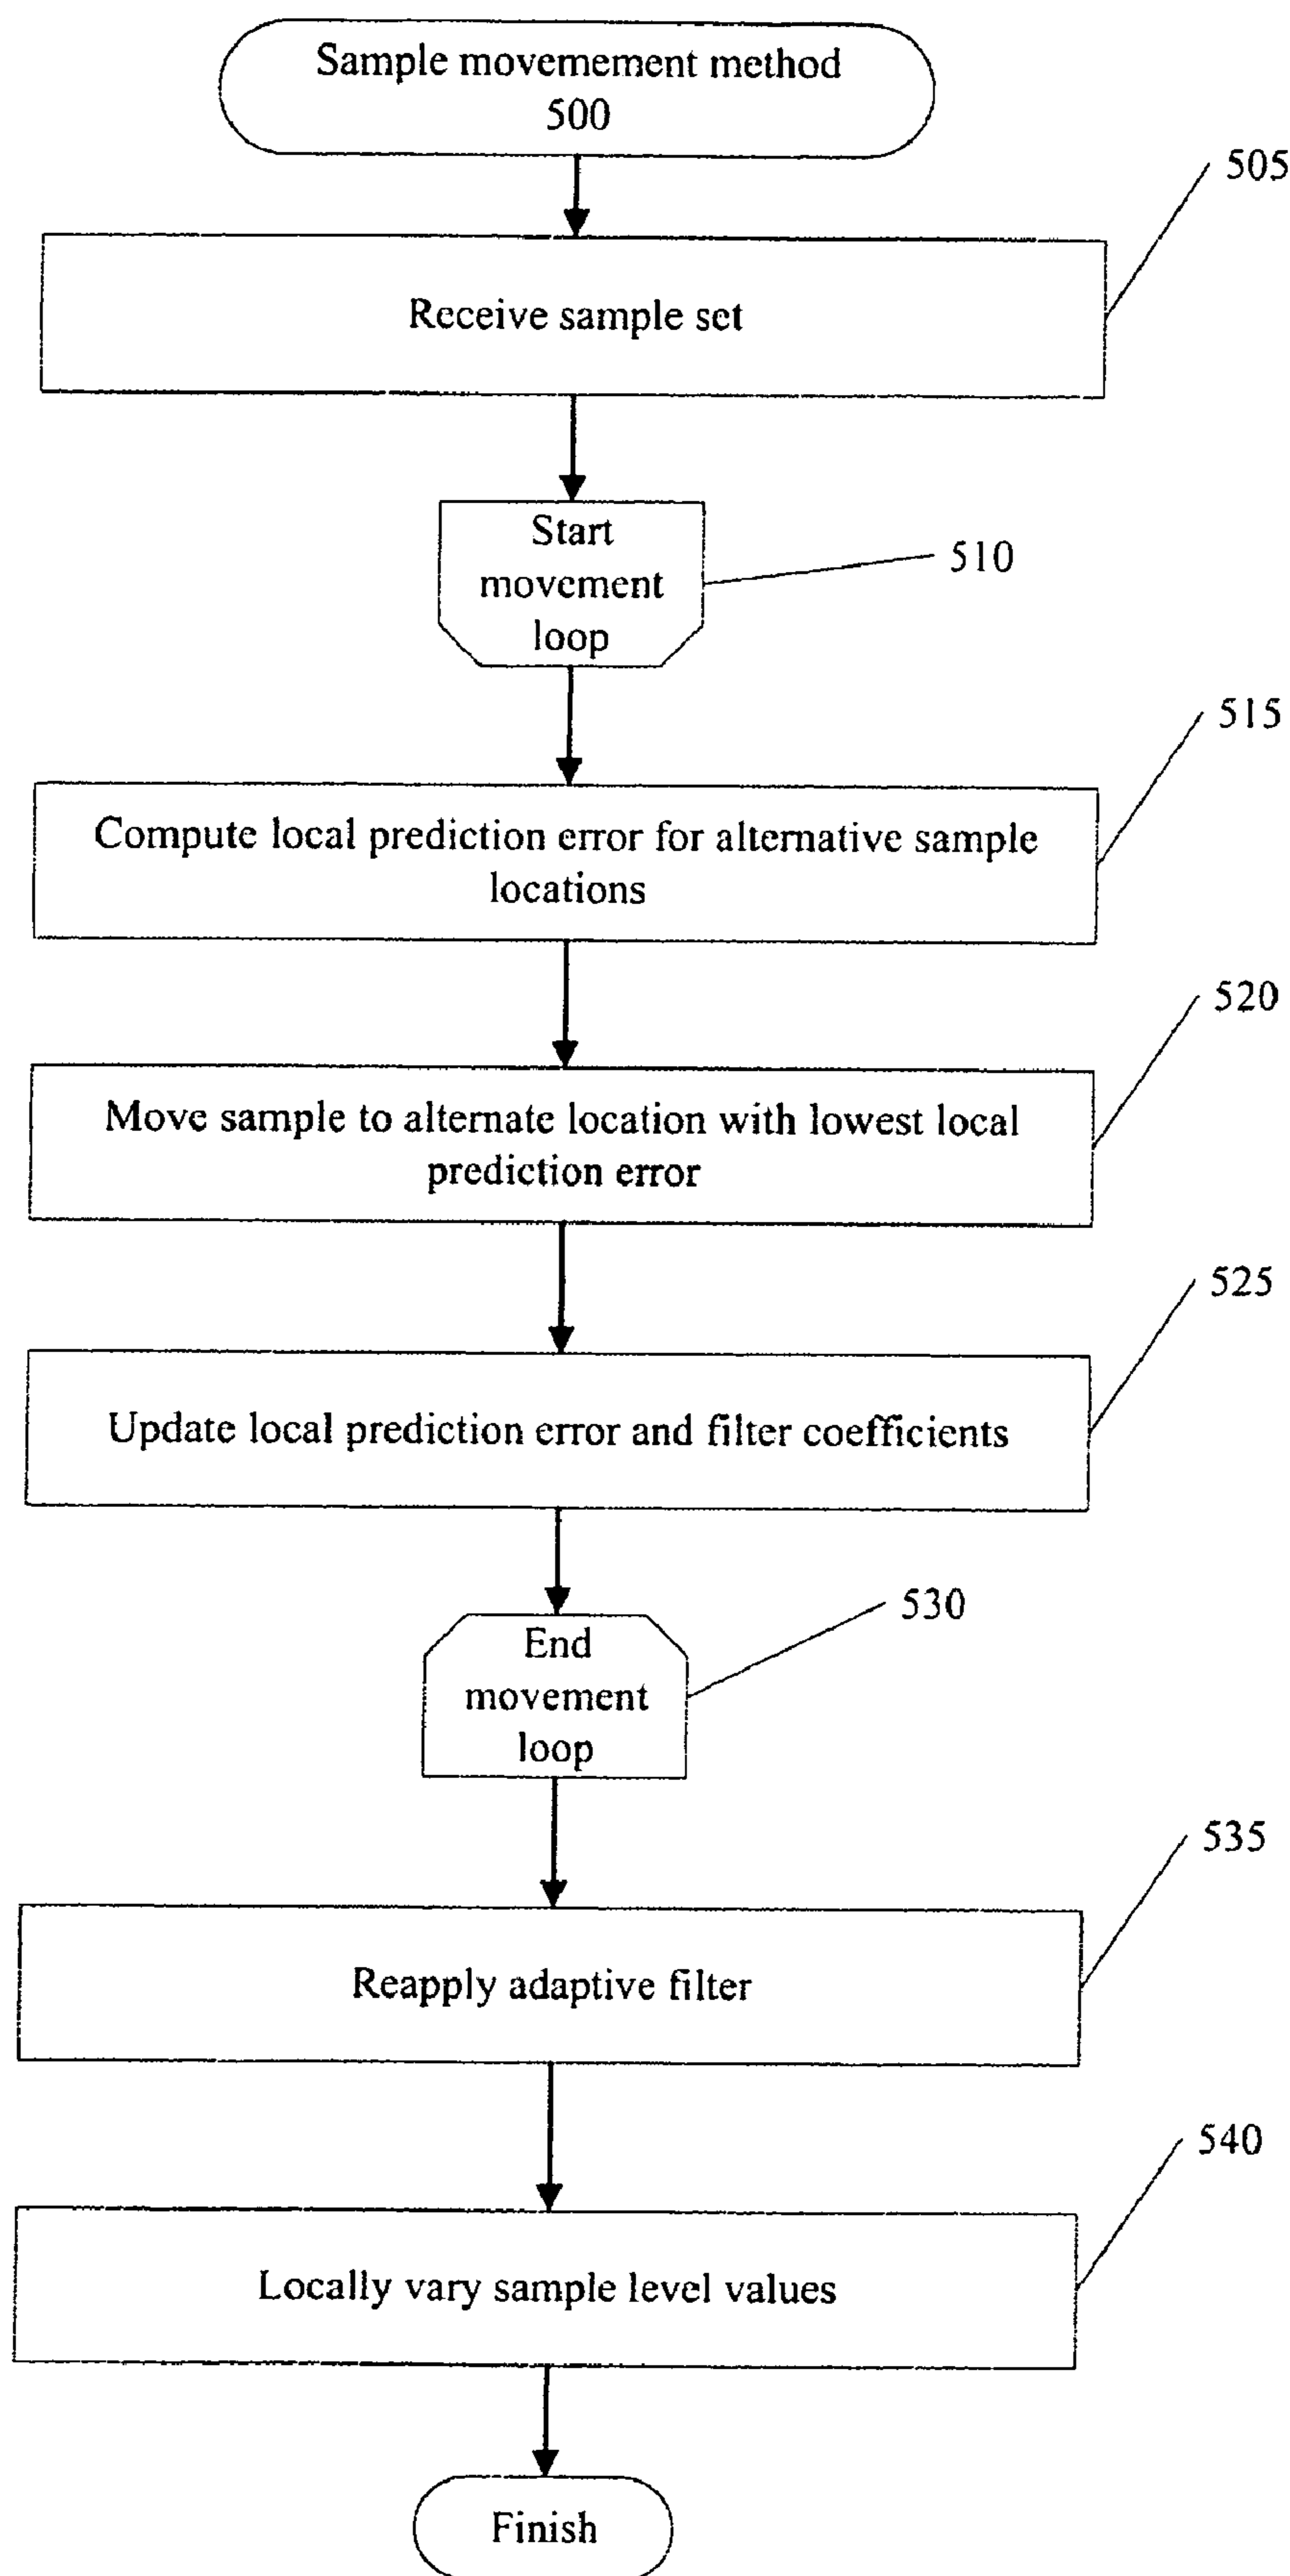 Sample movemement method
500
505
Receive sample set
Start
movement
loop
510
515
Compute local prediction error for alternative sample
locations
520
Move sample to alternate location with lowest local
prediction error
525
Update local prediction error and filter coefficients
530
End
movement
loop
535
Reapply adaptive filter
540
Locally vary sample level values
Finish